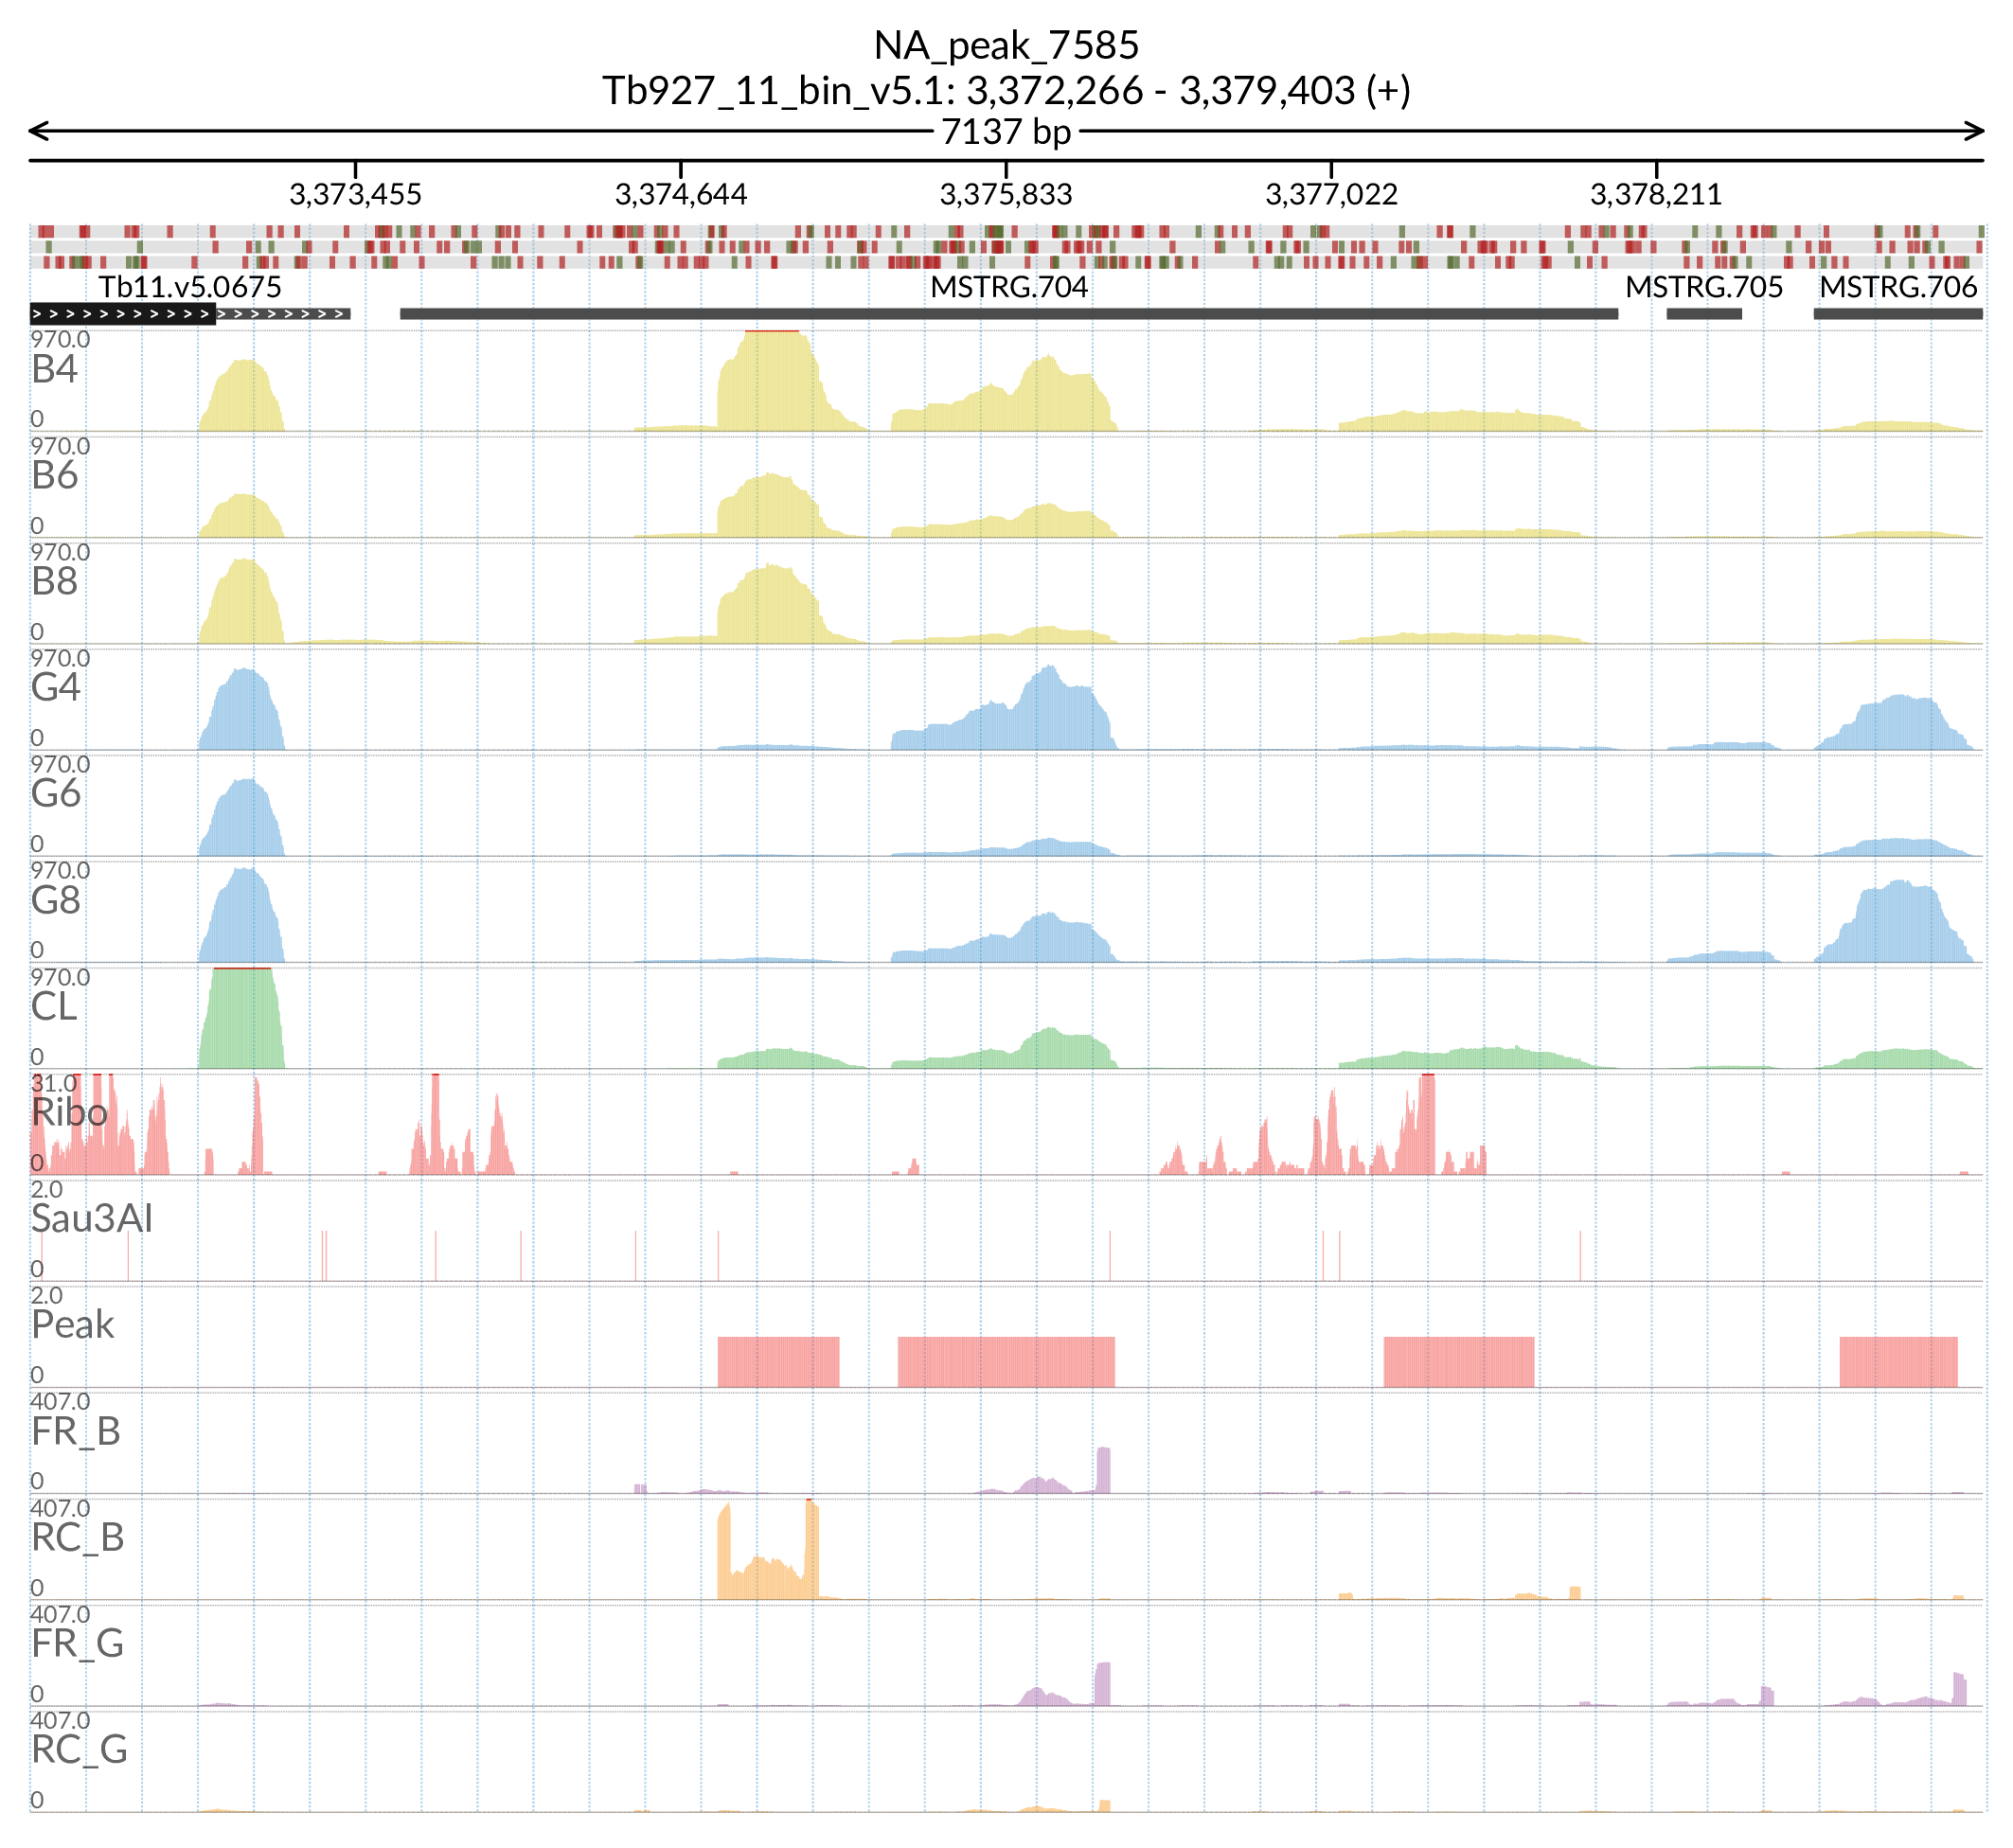 NA_peak_7585
Tb927_11_bin_v5.1: 3,372,266 - 3,379,403 (+)
7137 bp
3,373,455 3,374,644 3,375,833 3,377,022 3,378,211
Tb11.v5.0675 MSTRG.704 MSTRG.705 MSTRG.706
970.0
B4
0
970.0
B6
0
970.0
B8
0
970.0
G4
0
970.0
G6
0
970.0
G8
0
970.0
CL
0
31.0
Ribo
0
2.0
Sau3AI
0
2.0
Peak
0
407.0
FR_B
0
407.0
RC_B
0
407.0
FR_G
0
407.0
RC_G
0